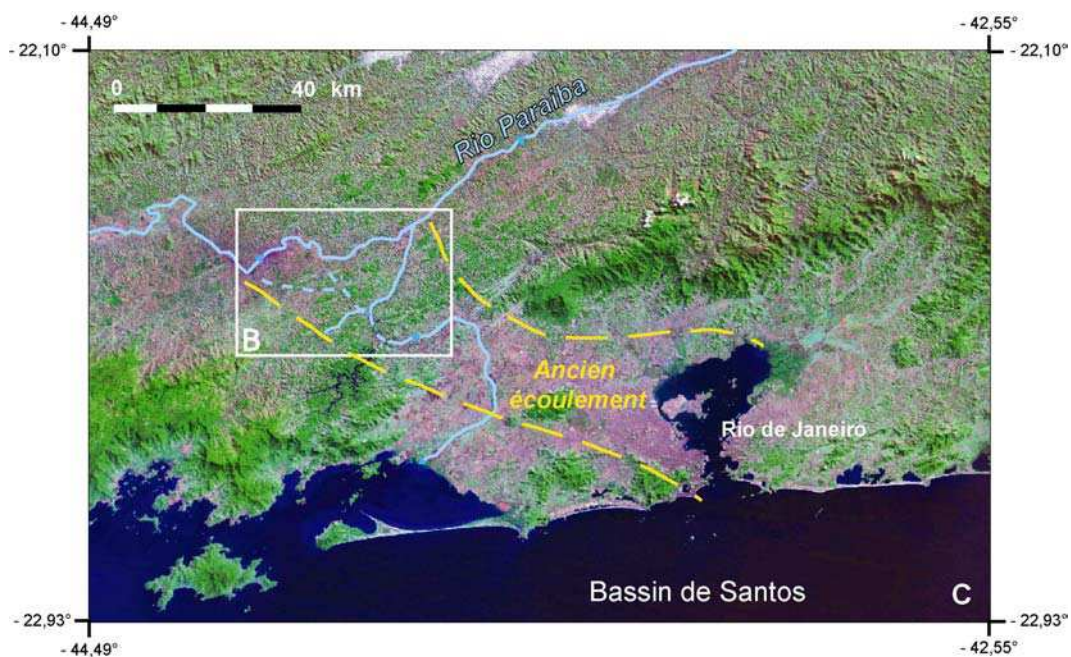 - 44,49°
- 42,55°
- 22,10°
- 22,10°
0 40 km
Rio Paraiba
B
Ancien
écoulement
Rio de Janeiro
Bassin de Santos
C
- 22,93°
- 22,93°
- 44,49°
- 42,55°